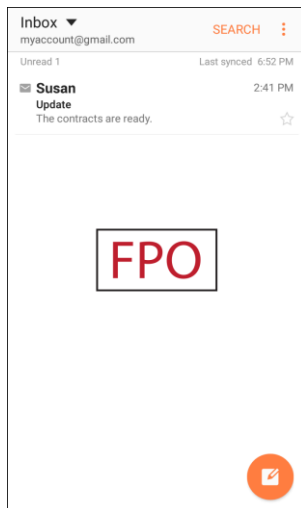 Inbox
SEARCH
myaccount@gmail.com
Unread 1
Last synced 6:52 PM
Susan
2:41 PM
Update
The contracts are ready.
FPO